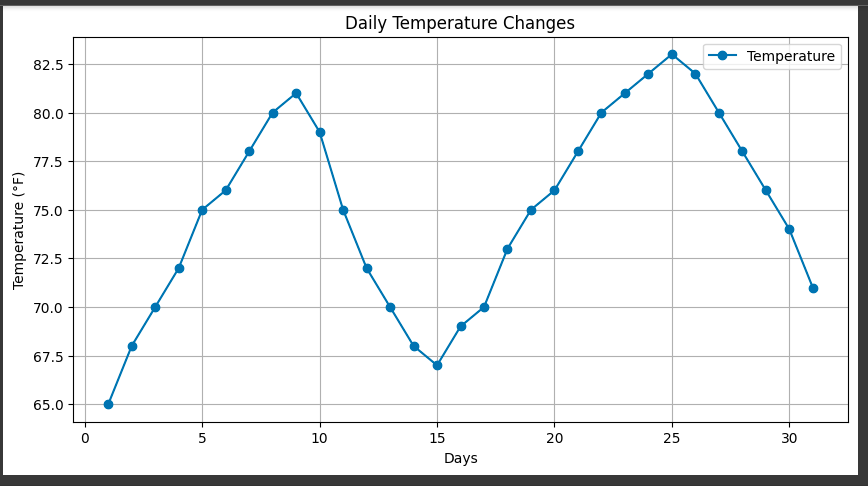 Daily Temperature Changes
Temperature
82.5
80.0
77.5
75.0
72.5
70.0
67.5
65.0
Temperature (°F)
0 5 10 15 20 25 30
Days